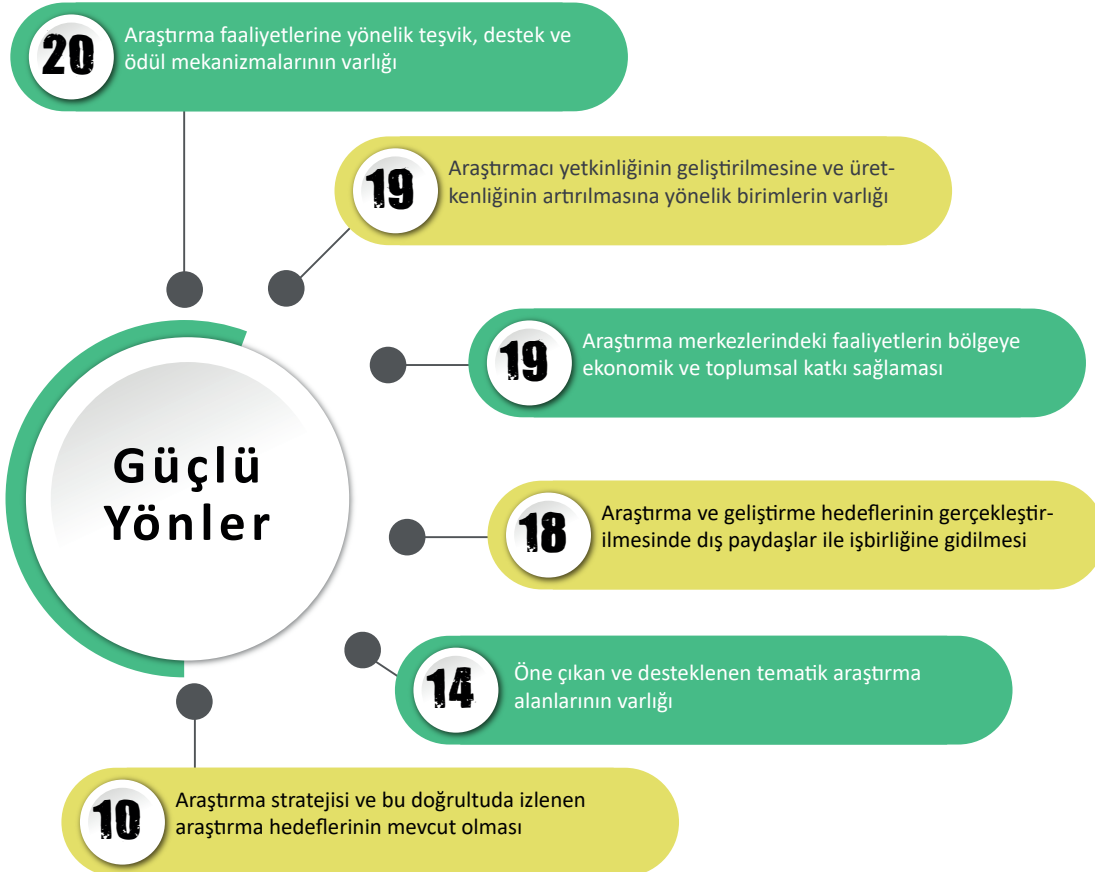 20
Araştırma faaliyetlerine yönelik teşvik, destek ve
ödül mekanizmalarının varlığı
19
Araştırmacı yetkinliğinin geliştirilmesine ve üret-
kenliğinin artırılmasına yönelik birimlerin varlığı
19
Araştırma merkezlerindeki faaliyetlerin bölgeye
ekonomik ve toplumsal katkı sağlaması
Güçlü
Yönler
18
Araştırma ve geliştirme hedeflerinin gerçekleştir-
ilmesinde dış paydaşlar ile işbirliğine gidilmesi
14
Öne çıkan ve desteklenen tematik araştırma
alanlarının varlığı
10
Araştırma stratejisi ve bu doğrultuda izlenen
araştırma hedeflerinin mevcut olması